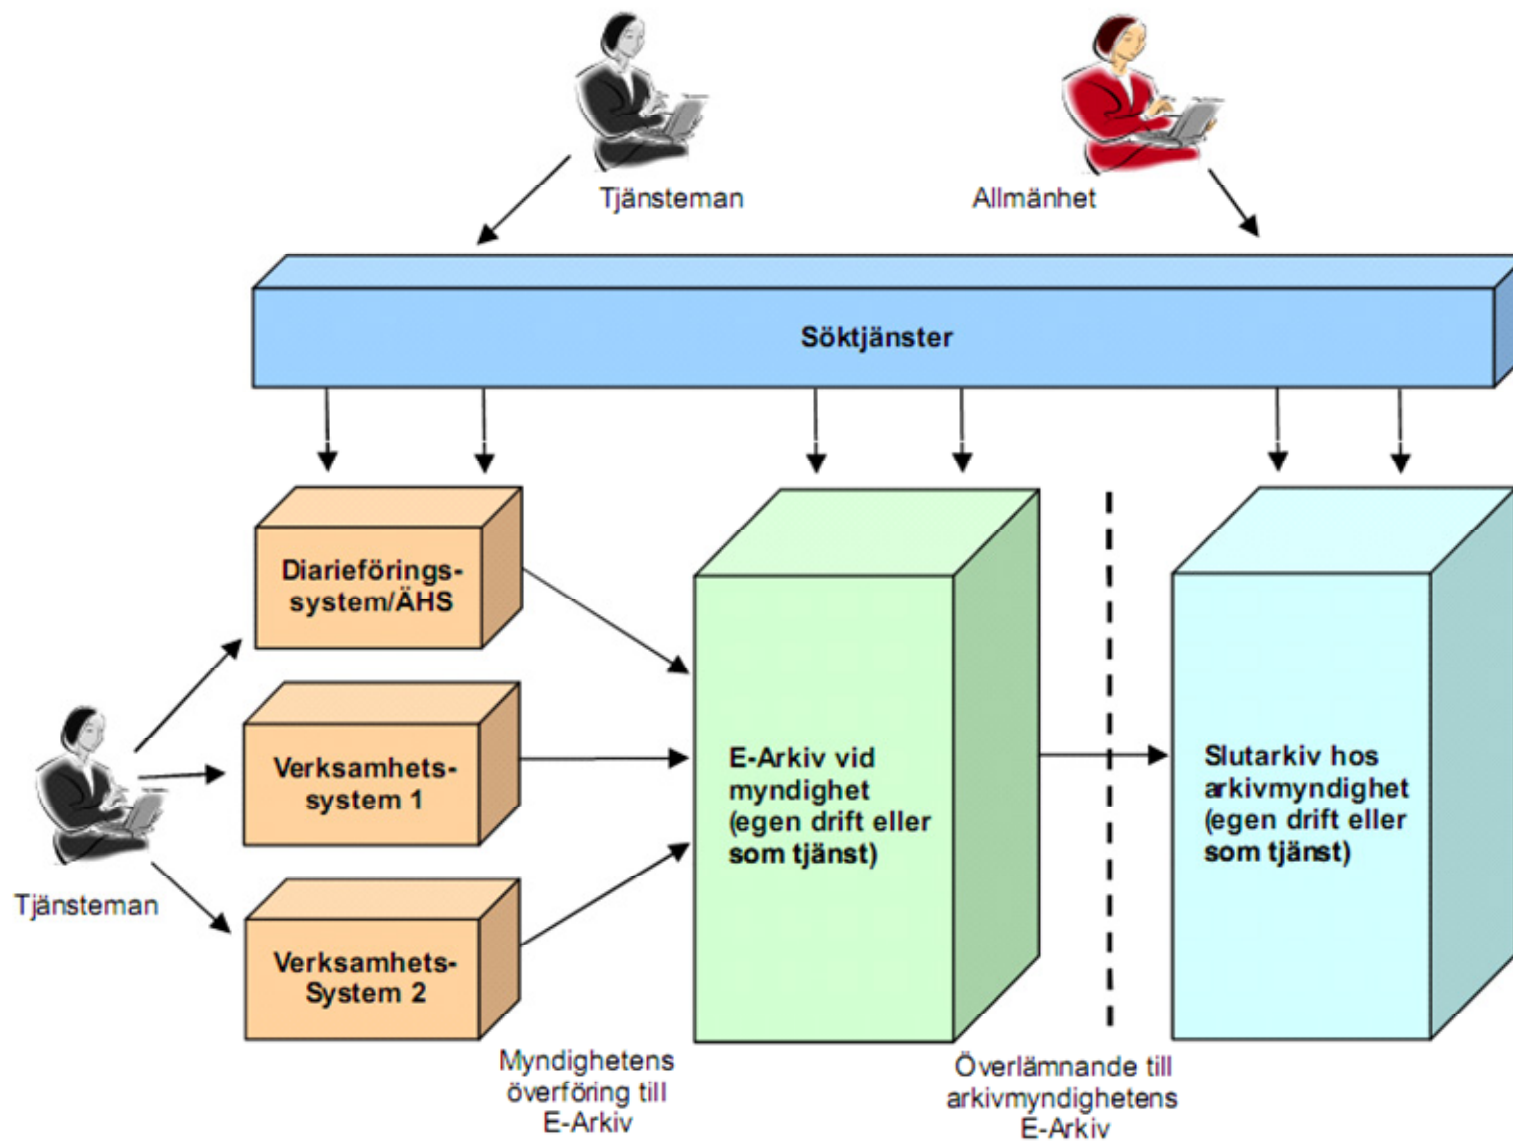 Tjänsteman
Allmänhet
Söktjänster
Diarieförings-
system/ÄHS
Verksamhets-
system 1
Tjänsteman
Verksamhets-
System 2
E-Arkiv vid
myndighet
(egen drift eller
som tjänst)
Slutarkiv hos
arkivmyndighet
(egen drift eller
som tjänst)
Myndighetens
överföring till
E-Arkiv
Överlämnande till
arkivmyndighetens
E-Arkiv